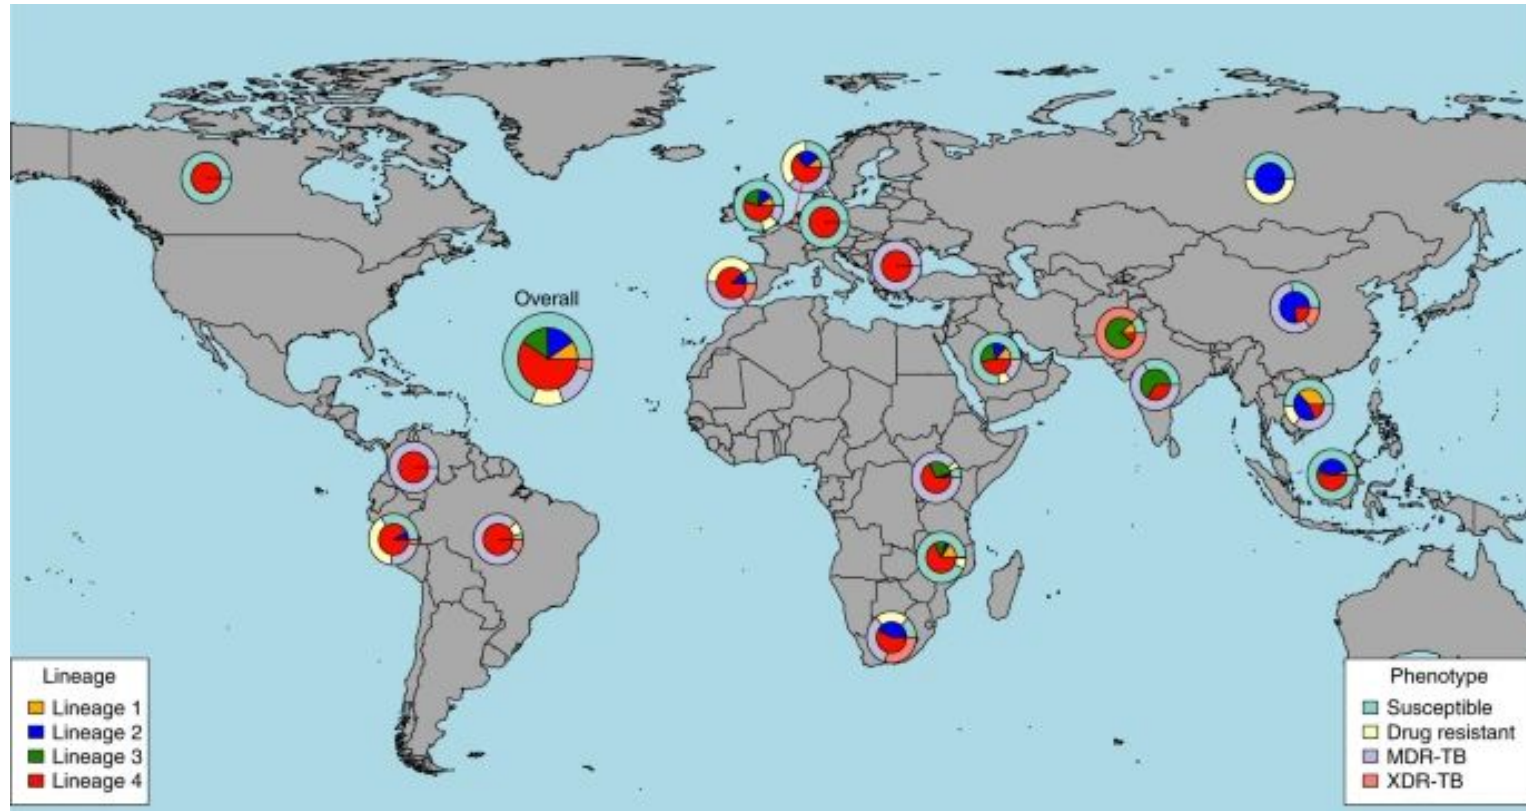 Overall
Lineage
Lineage 1
Lineage 2
Lineage 3
Lineage 4
Phenotype
Susceptible
Drug resistant
MDR-TB
XDR-TB